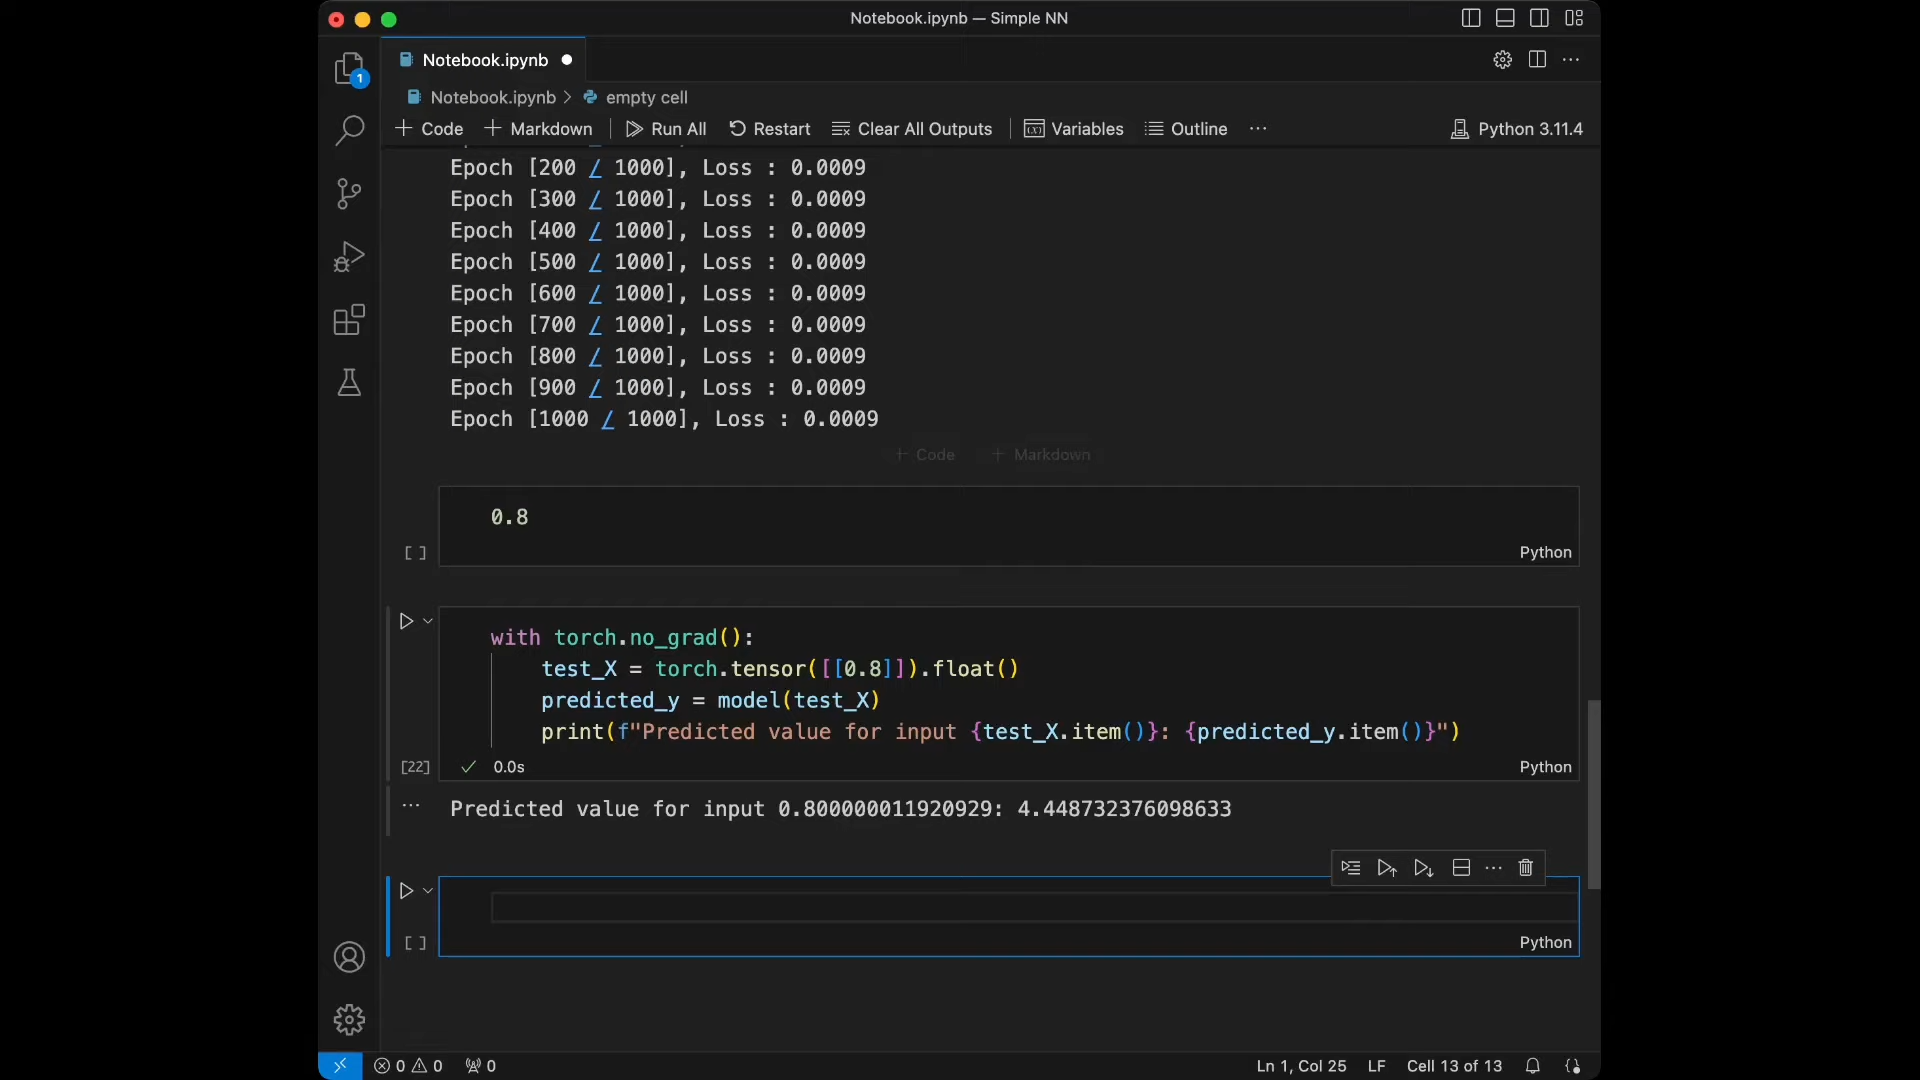 Notebook.ipynb — Simple NN
1
Notebook.ipynb
Notebook.ipynb > empty cell
+ Code + Markdown Run All Restart Clear All Outputs Variables Outline ... Python 3.11.4
Epoch [200 / 1000], Loss : 0.0009
Epoch [300 / 1000], Loss : 0.0009
Epoch [400 / 1000], Loss : 0.0009
Epoch [500 / 1000], Loss : 0.0009
Epoch [600 / 1000], Loss : 0.0009
Epoch [700 / 1000], Loss : 0.0009
Epoch [800 / 1000], Loss : 0.0009
Epoch [900 / 1000], Loss : 0.0009
Epoch [1000 / 1000], Loss : 0.0009
+ Code + Markdown
0.8
[ ] Python
with torch.no_grad():
test_X = torch.tensor([[0.8]]).float()
predicted_y = model(test_X)
print(f"Predicted value for input {test_X.item()}: {predicted_y.item()}")
[22] ✓ 0.0s Python
... Predicted value for input 0.800000011920929: 4.448732376098633
[ ] Python
0 0 0 Ln 1, Col 25 LF Cell 13 of 13